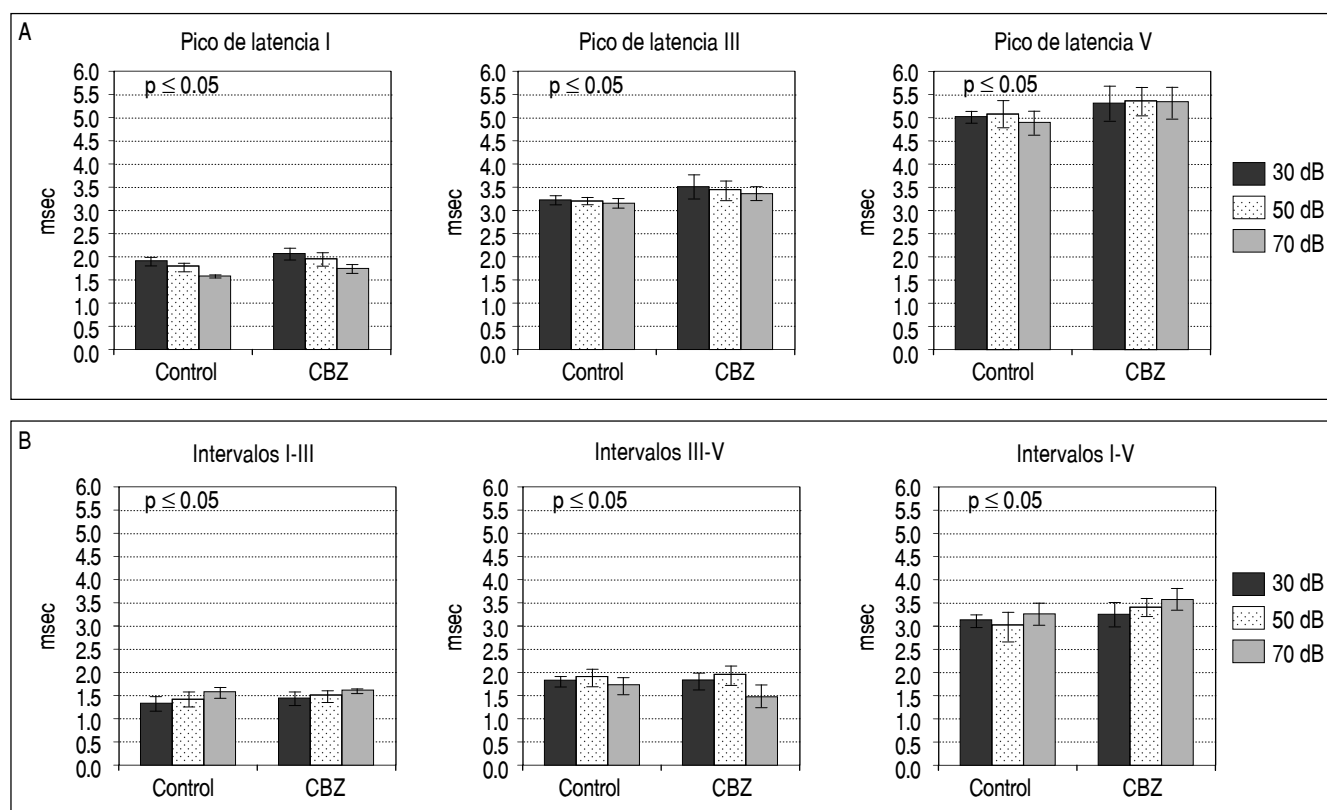 A
Pico de latencia I
Pico de latencia III
Pico de latencia V
p ≤ 0.05
p ≤ 0.05
p ≤ 0.05
msec
6.0
5.5
5.0
4.5
4.0
3.5
3.0
2.5
2.0
1.5
1.0
0.5
0.0
Control
CBZ
msec
6.0
5.5
5.0
4.5
4.0
3.5
3.0
2.5
2.0
1.5
1.0
0.5
0.0
Control
CBZ
msec
6.0
5.5
5.0
4.5
4.0
3.5
3.0
2.5
2.0
1.5
1.0
0.5
0.0
Control
CBZ
30 dB
50 dB
70 dB
B
Intervalos I-III
Intervalos III-V
Intervalos I-V
p ≤ 0.05
p ≤ 0.05
p ≤ 0.05
msec
6.0
5.5
5.0
4.5
4.0
3.5
3.0
2.5
2.0
1.5
1.0
0.5
0.0
Control
CBZ
msec
6.0
5.5
5.0
4.5
4.0
3.5
3.0
2.5
2.0
1.5
1.0
0.5
0.0
Control
CBZ
msec
6.0
5.5
5.0
4.5
4.0
3.5
3.0
2.5
2.0
1.5
1.0
0.5
0.0
Control
CBZ
30 dB
50 dB
70 dB